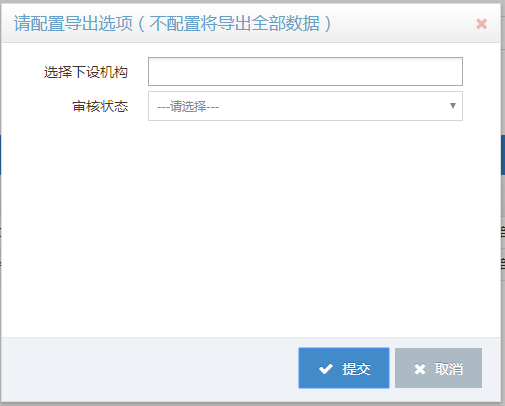 请配置导出选项（不配置将导出全部数据）
选择下设机构
审核状态 ---请选择---
提交 取消